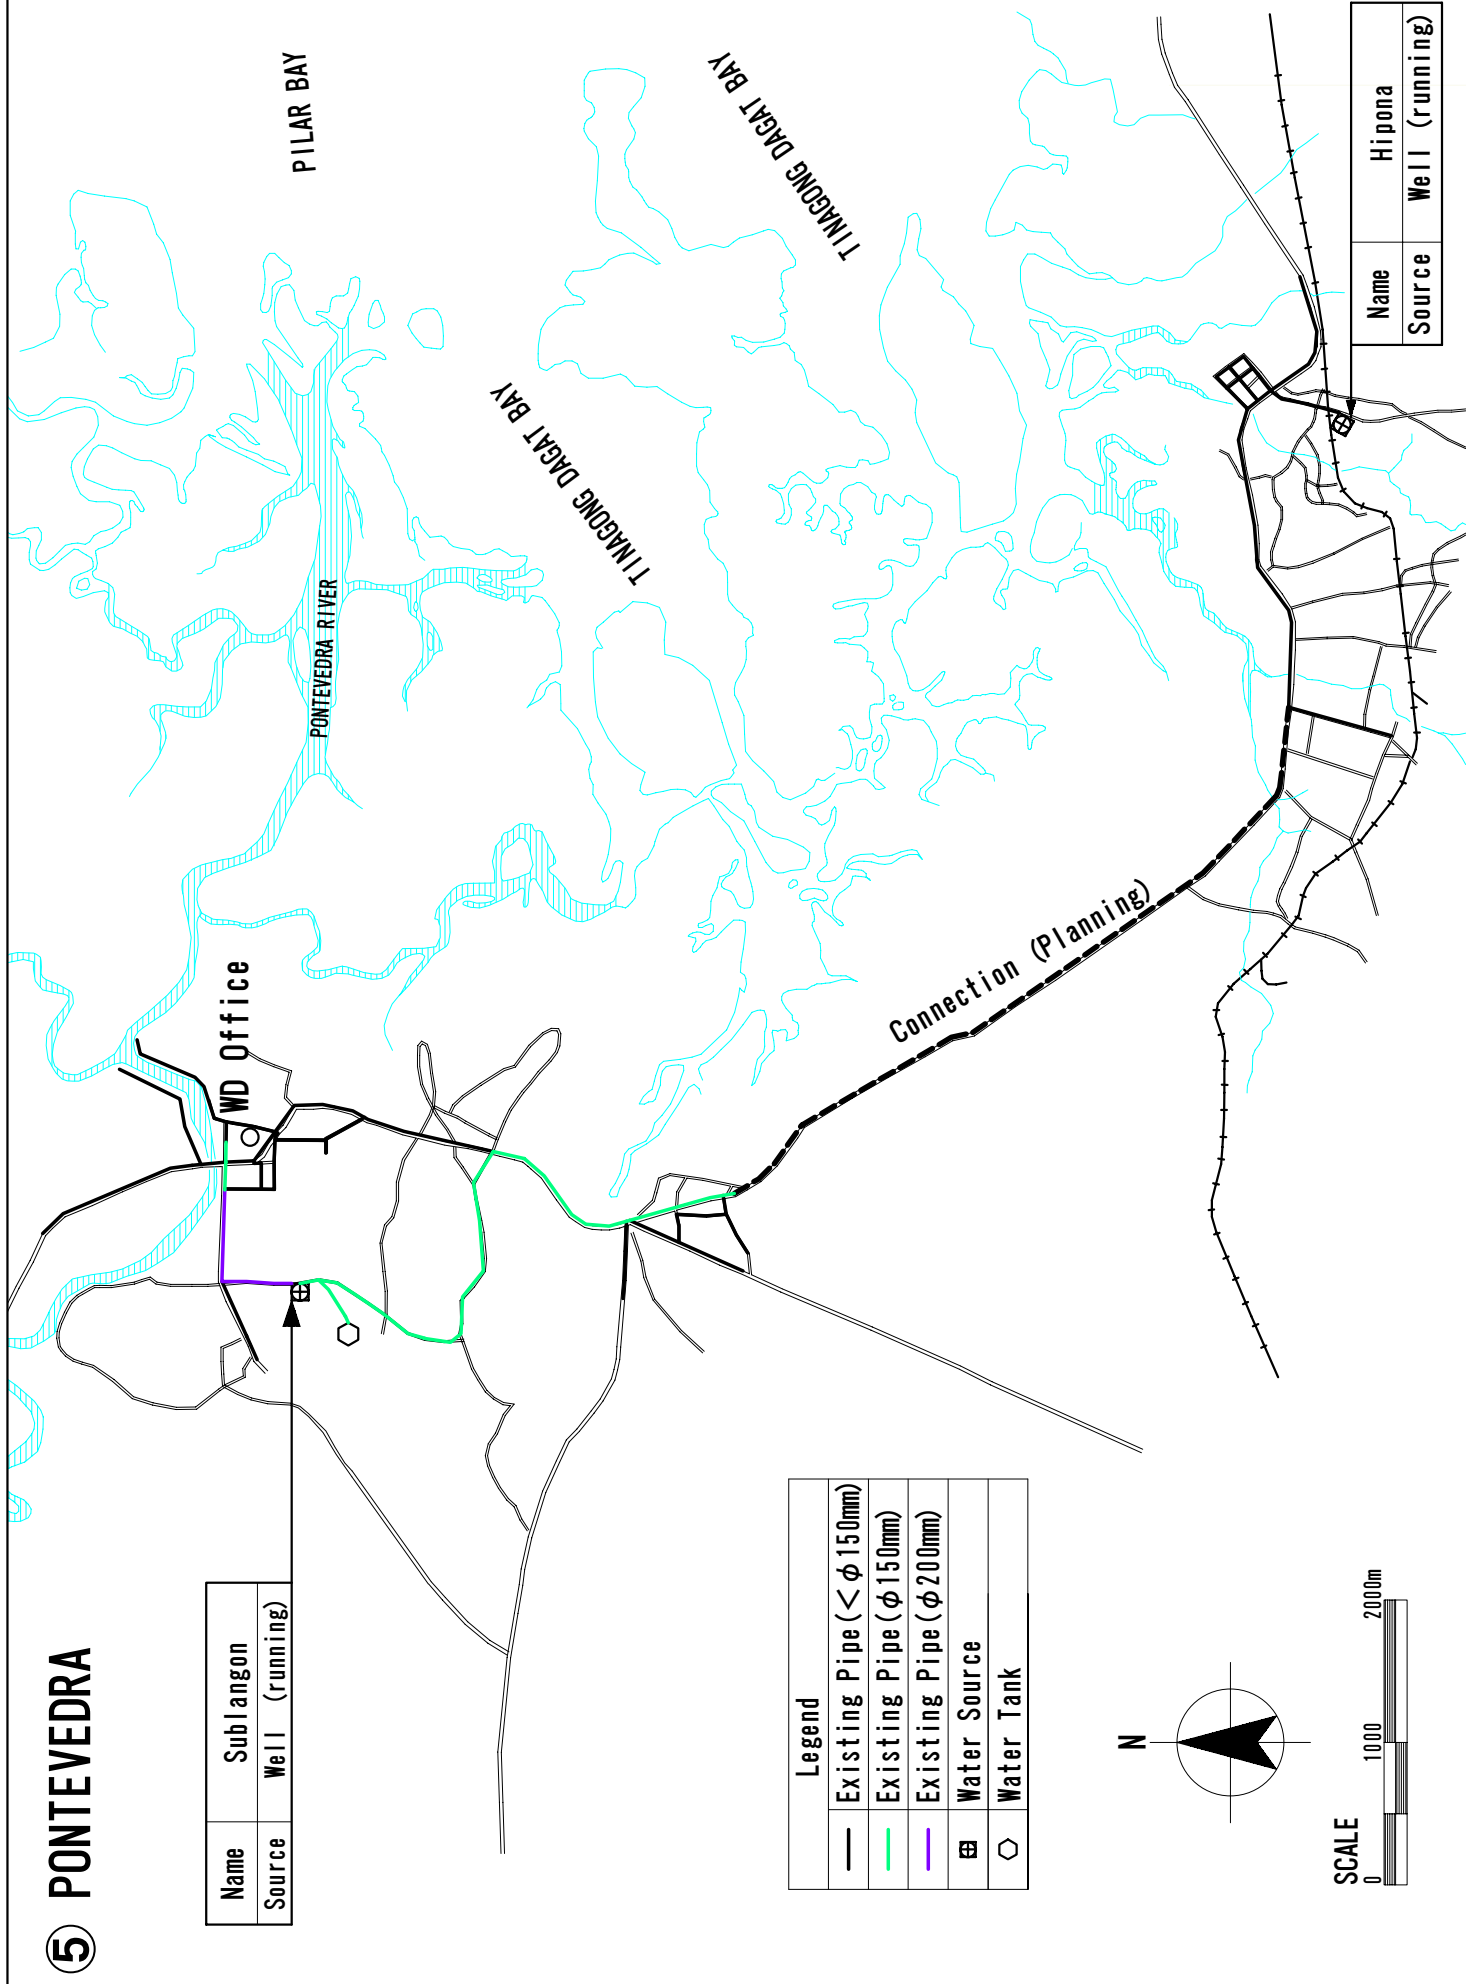 ⑤ PONTEVEDRA
Name Sublangon
Source Well (running)
WD Office
PONTEVEDRA RIVER
PILAR BAY
TINAGONG DAGAT BAY
TINAGONG DAGAT BAY
Connection (Planning)
Legend
Existing Pipe(<φ150mm)
Existing Pipe(φ150mm)
Existing Pipe(φ200mm)
Water Source
Water Tank
N
SCALE
0 1000 2000m
Name Hipona
Source Well (running)